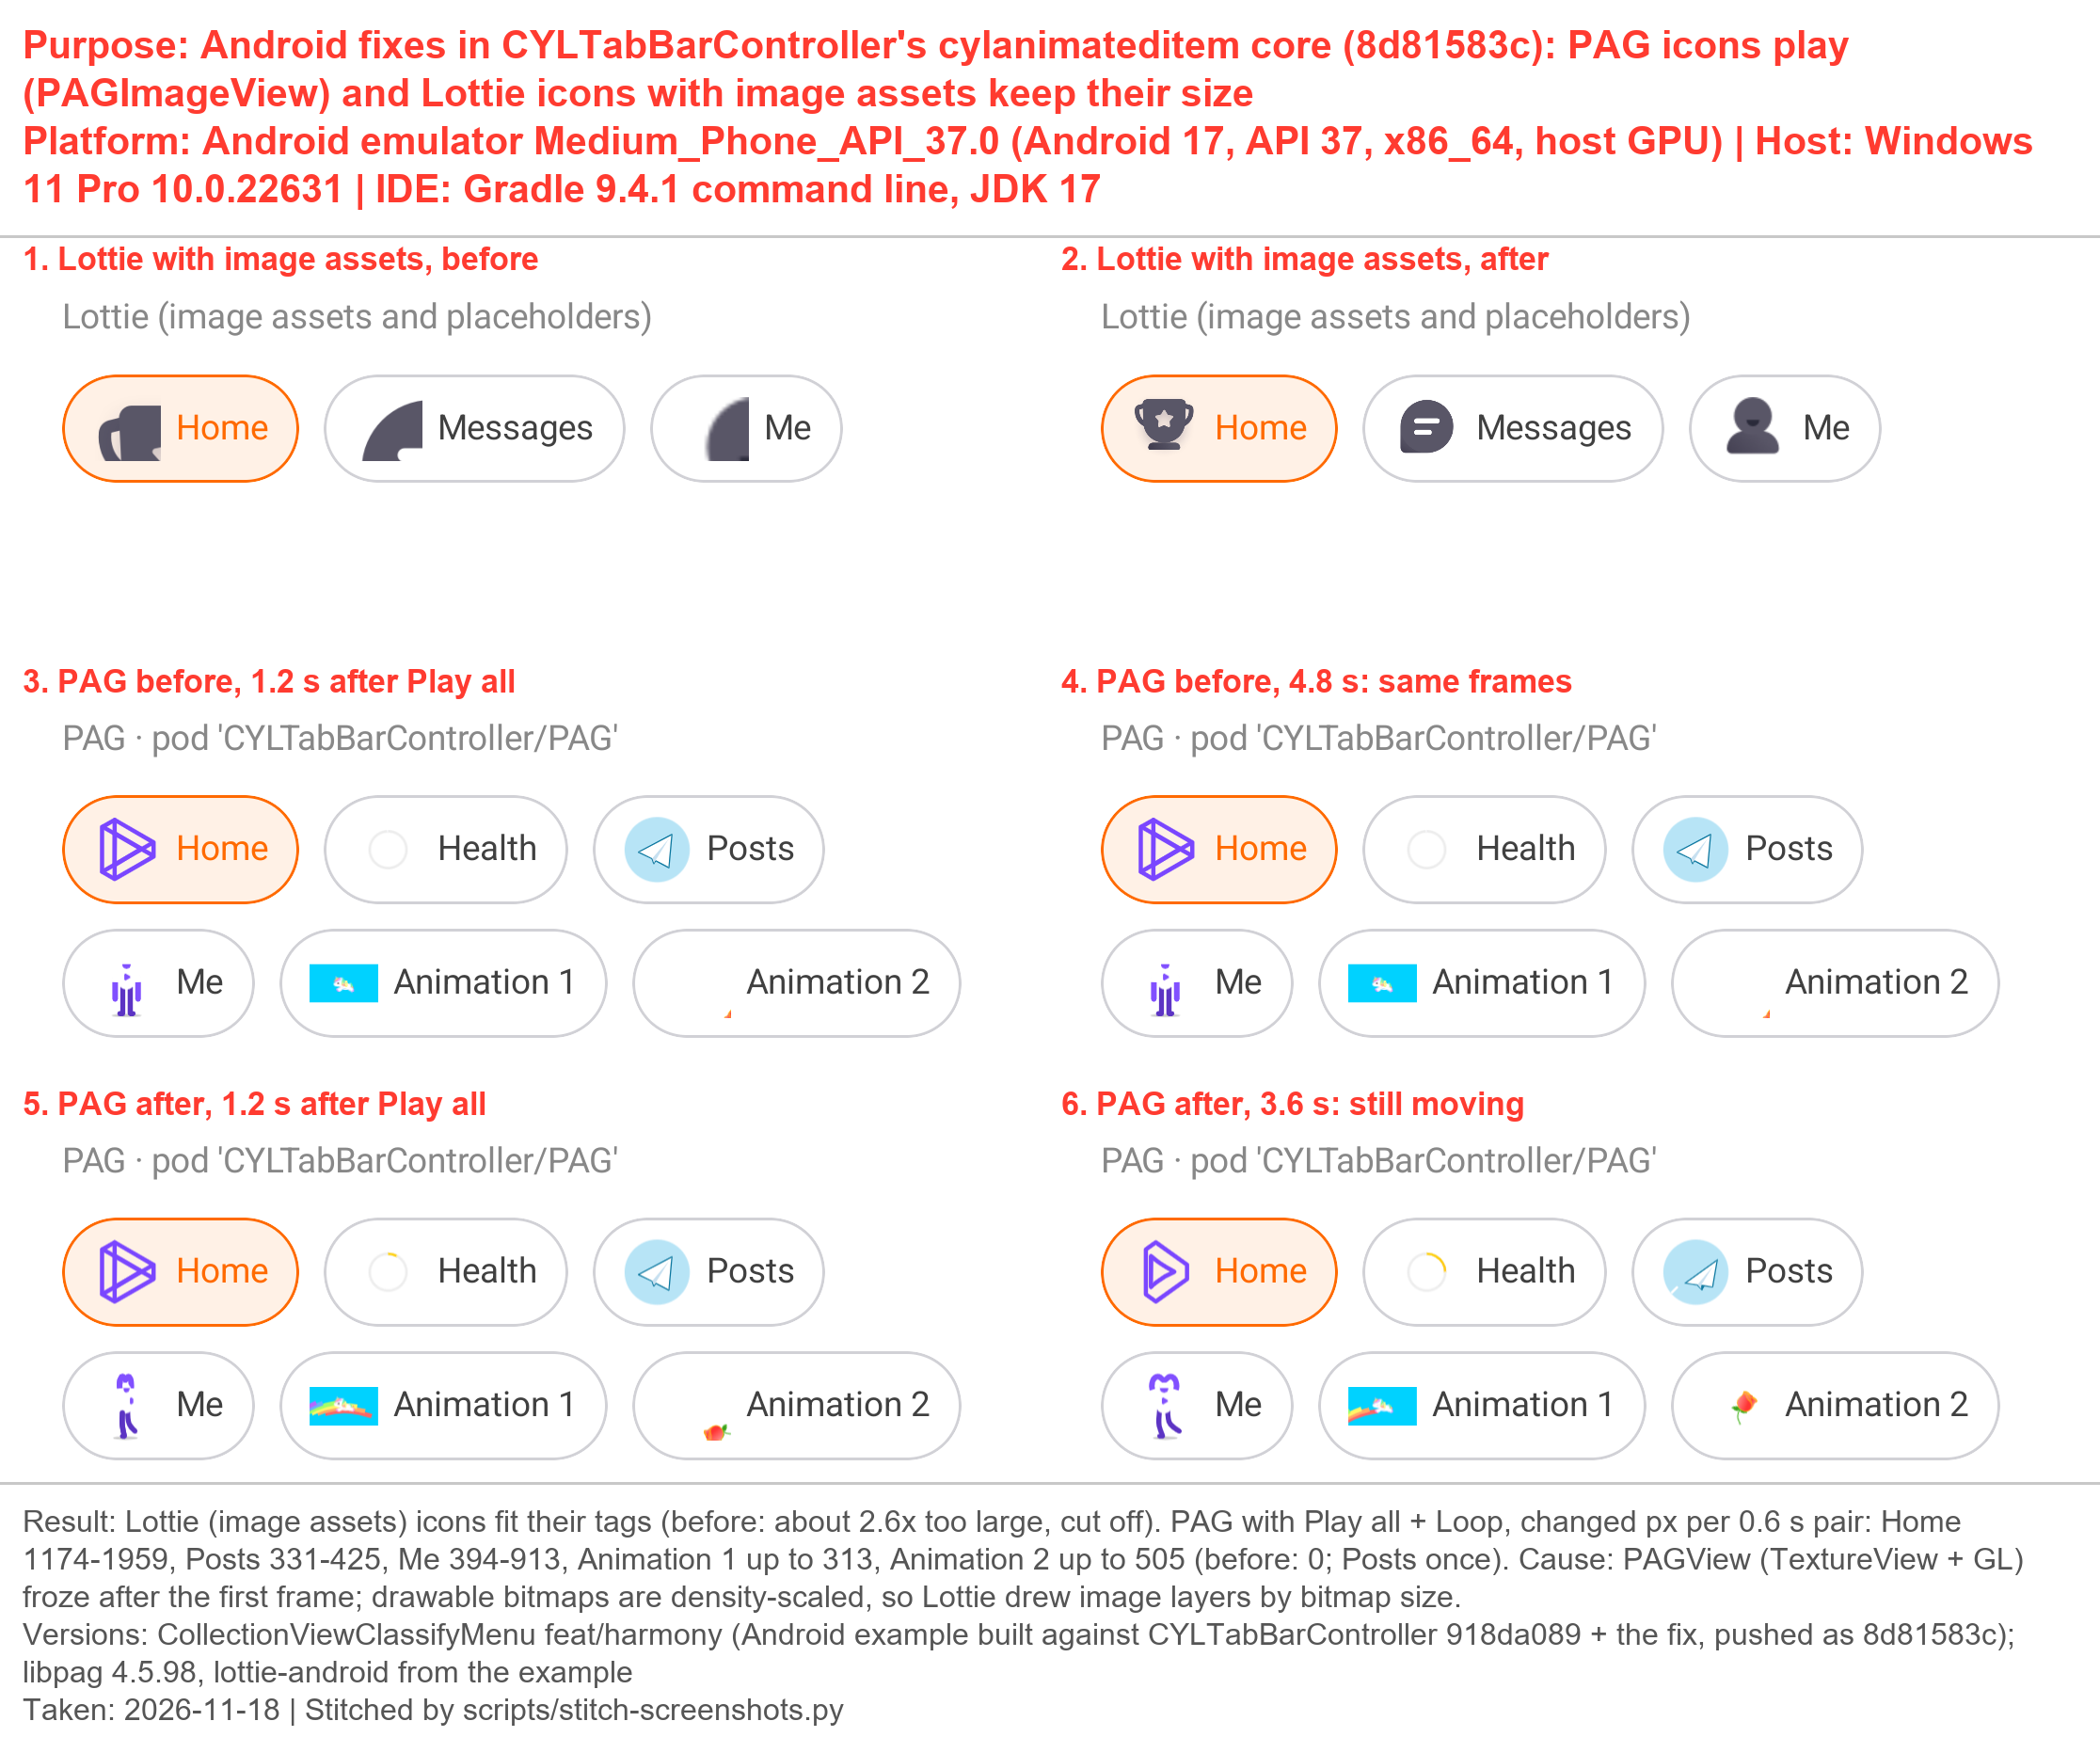 Purpose: Android fixes in CYLTabBarController's cylanimateditem core (8d81583c): PAG icons play
(PAGImageView) and Lottie icons with image assets keep their size
Platform: Android emulator Medium_Phone_API_37.0 (Android 17, API 37, x86_64, host GPU) | Host: Windows
11 Pro 10.0.22631 | IDE: Gradle 9.4.1 command line, JDK 17
1. Lottie with image assets, before
Lottie (image assets and placeholders)
Home Messages Me
2. Lottie with image assets, after
Lottie (image assets and placeholders)
Home Messages Me
3. PAG before, 1.2 s after Play all
PAG · pod 'CYLTabBarController/PAG'
Home Health Posts
Me Animation 1 Animation 2
4. PAG before, 4.8 s: same frames
PAG · pod 'CYLTabBarController/PAG'
Home Health Posts
Me Animation 1 Animation 2
5. PAG after, 1.2 s after Play all
PAG · pod 'CYLTabBarController/PAG'
Home Health Posts
Me Animation 1 Animation 2
6. PAG after, 3.6 s: still moving
PAG · pod 'CYLTabBarController/PAG'
Home Health Posts
Me Animation 1 Animation 2
Result: Lottie (image assets) icons fit their tags (before: about 2.6x too large, cut off). PAG with Play all + Loop, changed px per 0.6 s pair: Home
1174-1959, Posts 331-425, Me 394-913, Animation 1 up to 313, Animation 2 up to 505 (before: 0; Posts once). Cause: PAGView (TextureView + GL)
froze after the first frame; drawable bitmaps are density-scaled, so Lottie drew image layers by bitmap size.
Versions: CollectionViewClassifyMenu feat/harmony (Android example built against CYLTabBarController 918da089 + the fix, pushed as 8d81583c);
libpag 4.5.98, lottie-android from the example
Taken: 2026-11-18 | Stitched by scripts/stitch-screenshots.py